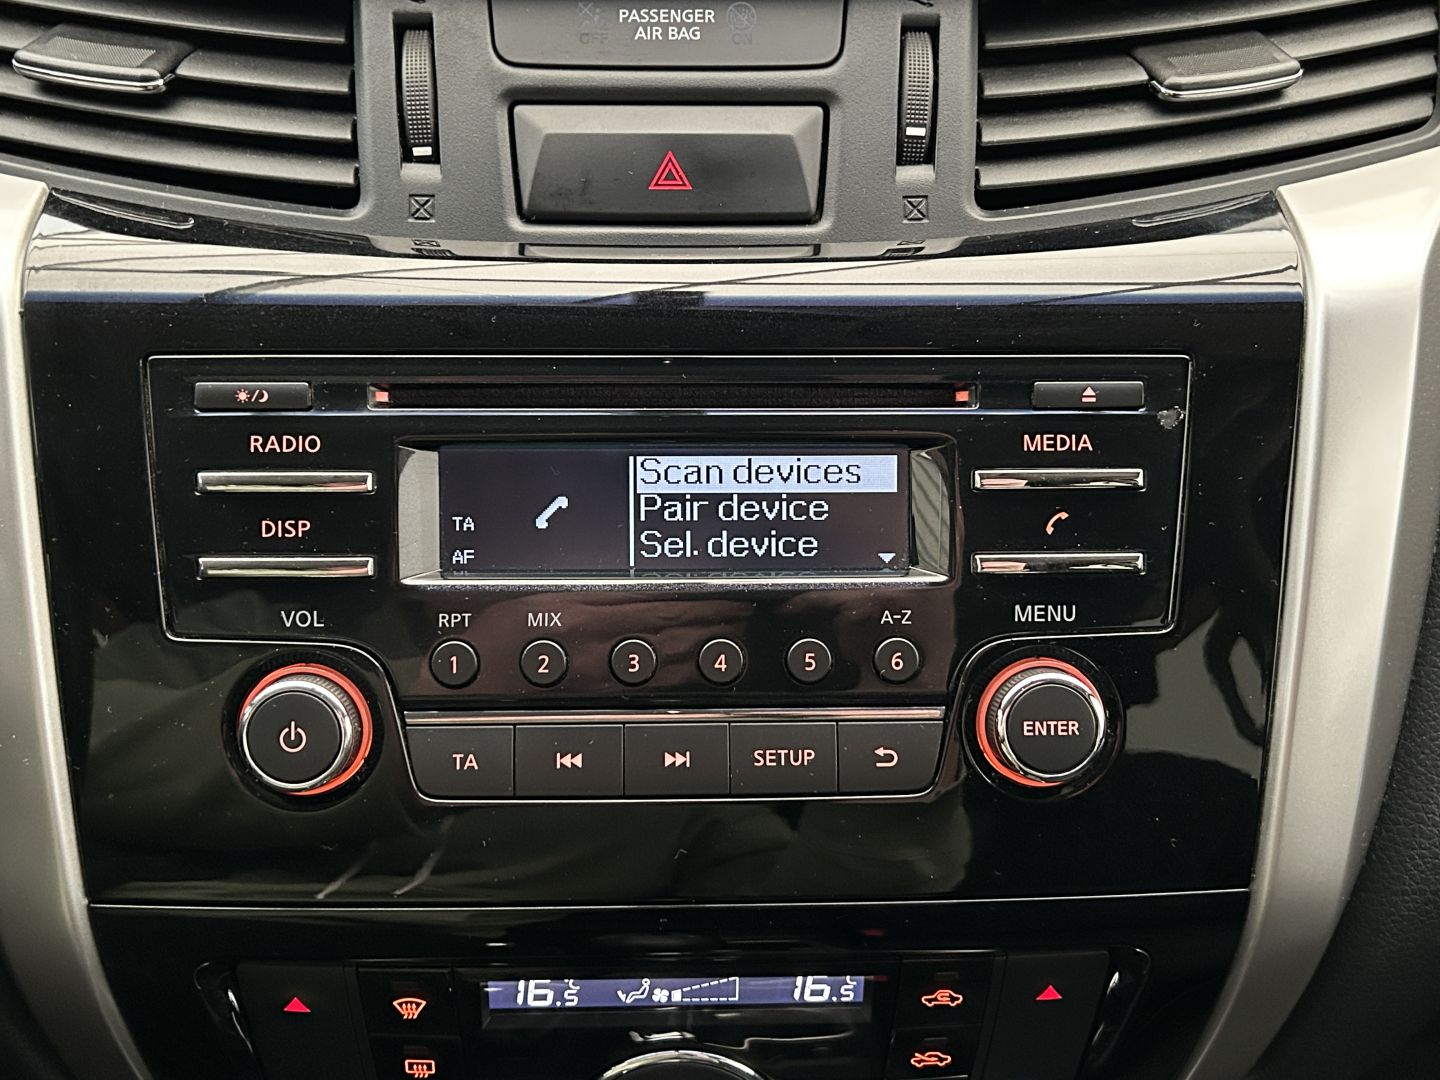 PASSENGER
AIR BAG
OFF
ON
RADIO
MEDIA
DISP
Scan devices
Pair device
Sel. device
TA
AF
VOL
RPT
MIX
A-Z
MENU
1
2
3
4
5
6
ENTER
TA
SETUP
16.5°C
16.5°C